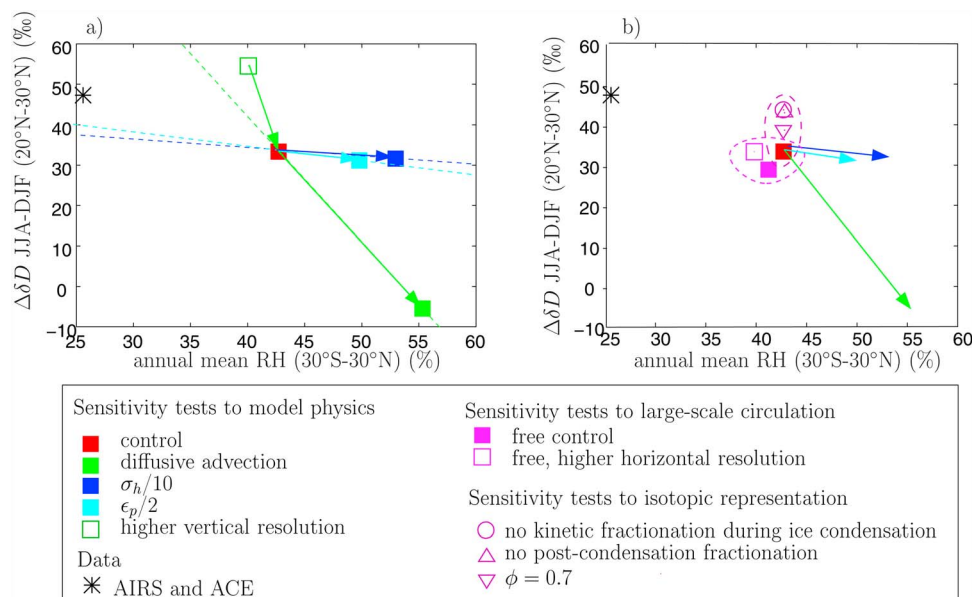 a)
b)
ΔδD JJA-DJF (20°N-30°N) (‰)
60
50
40
30
20
10
0
−10
25
30
35
40
45
50
55
60
annual mean RH (30°S-30°N) (%)
ΔδD JJA-DJF (20°N-30°N) (‰)
60
50
40
30
20
10
0
−10
25
30
35
40
45
50
55
60
annual mean RH (30°S-30°N) (%)
Sensitivity tests to model physics
control
diffusive advection
σh/10
ϵp/2
higher vertical resolution
Data
AIRS and ACE
Sensitivity tests to large-scale circulation
free control
free, higher horizontal resolution
Sensitivity tests to isotopic representation
no kinetic fractionation during ice condensation
no post-condensation fractionation
ϕ = 0.7